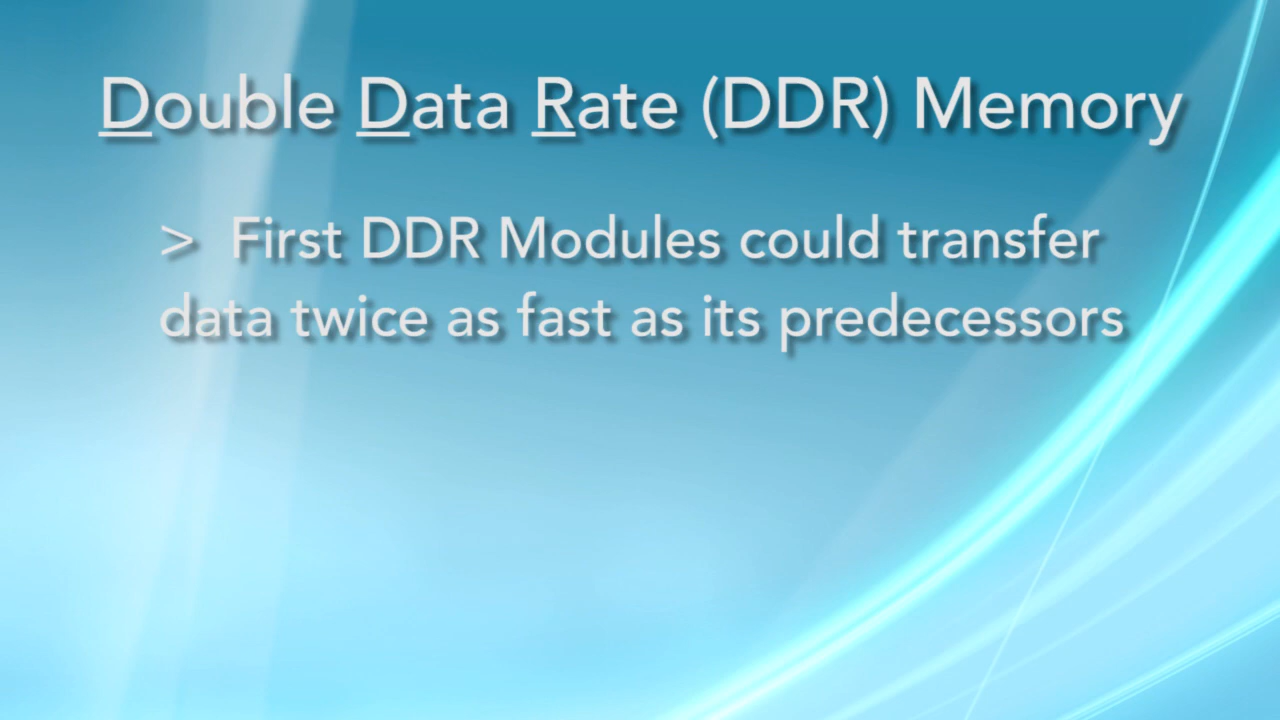 Double Data Rate (DDR) Memory
> First DDR Modules could transfer
data twice as fast as its predecessors